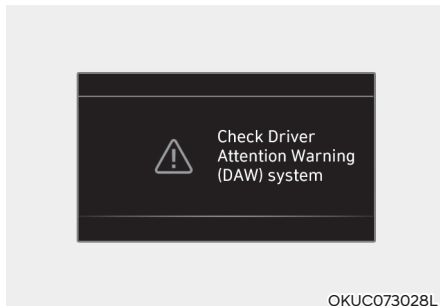 Check Driver
Attention Warning
(DAW) system
OKUC073028L